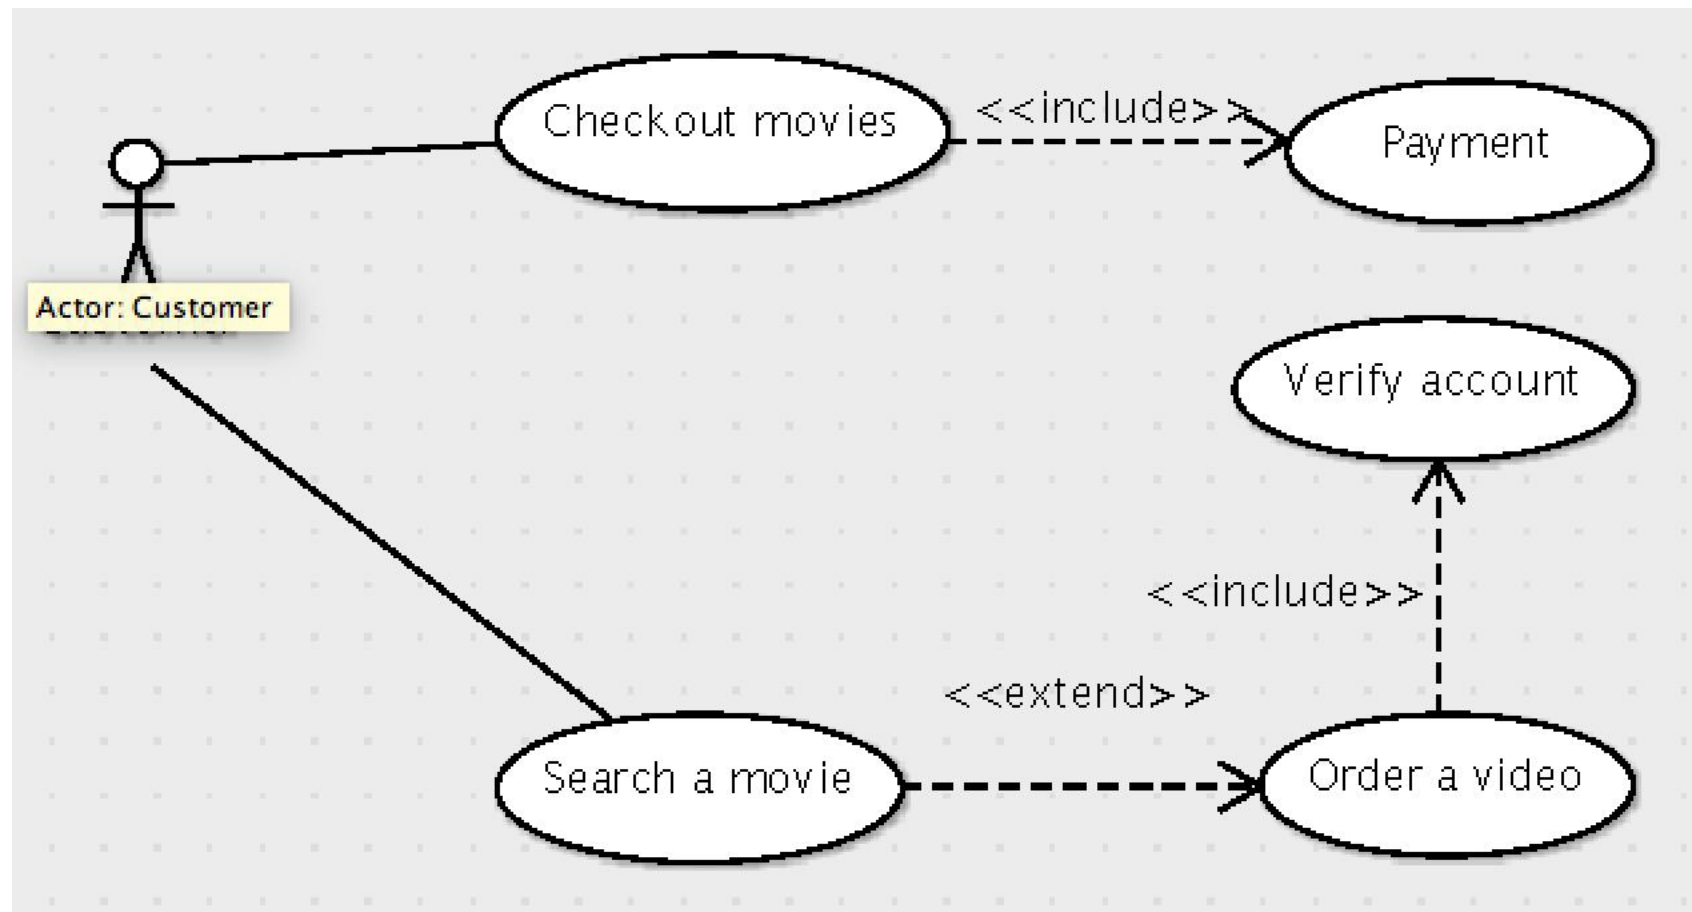 Checkout movies
<<include>>
Payment
Actor: Customer
Verify account
<<include>>
<<extend>>
Search a movie
Order a video